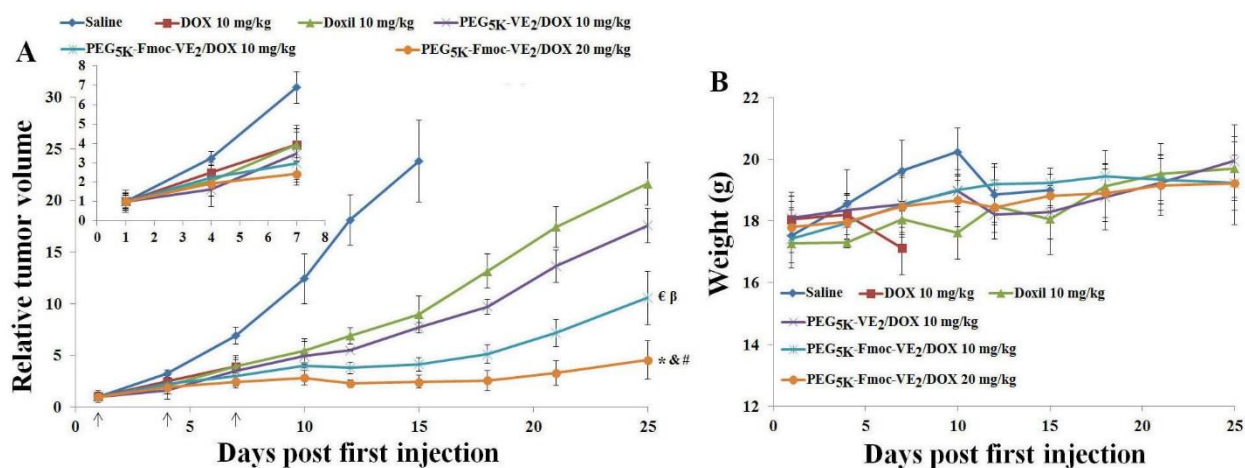 Saline DOX 10 mg/kg Doxil 10 mg/kg PEG5K-VE2/DOX 10 mg/kg
PEG5K-Fmoc-VE2/DOX 10 mg/kg PEG5K-Fmoc-VE2/DOX 20 mg/kg
A
Relative tumor volume
30
25
20
15
10
5
0
8
7
6
5
4
3
2
1
0
0 1 2 3 4 5 6 7 8
€ β
*&#
0 5 10 15 20 25
↑ ↑ ↑
Days post first injection
B
Weight (g)
22
20
18
16
14
12
Saline DOX 10 mg/kg Doxil 10 mg/kg
PEG5K-VE2/DOX 10 mg/kg
PEG5K-Fmoc-VE2/DOX 10 mg/kg
PEG5K-Fmoc-VE2/DOX 20 mg/kg
0 5 10 15 20 25
Days post first injection